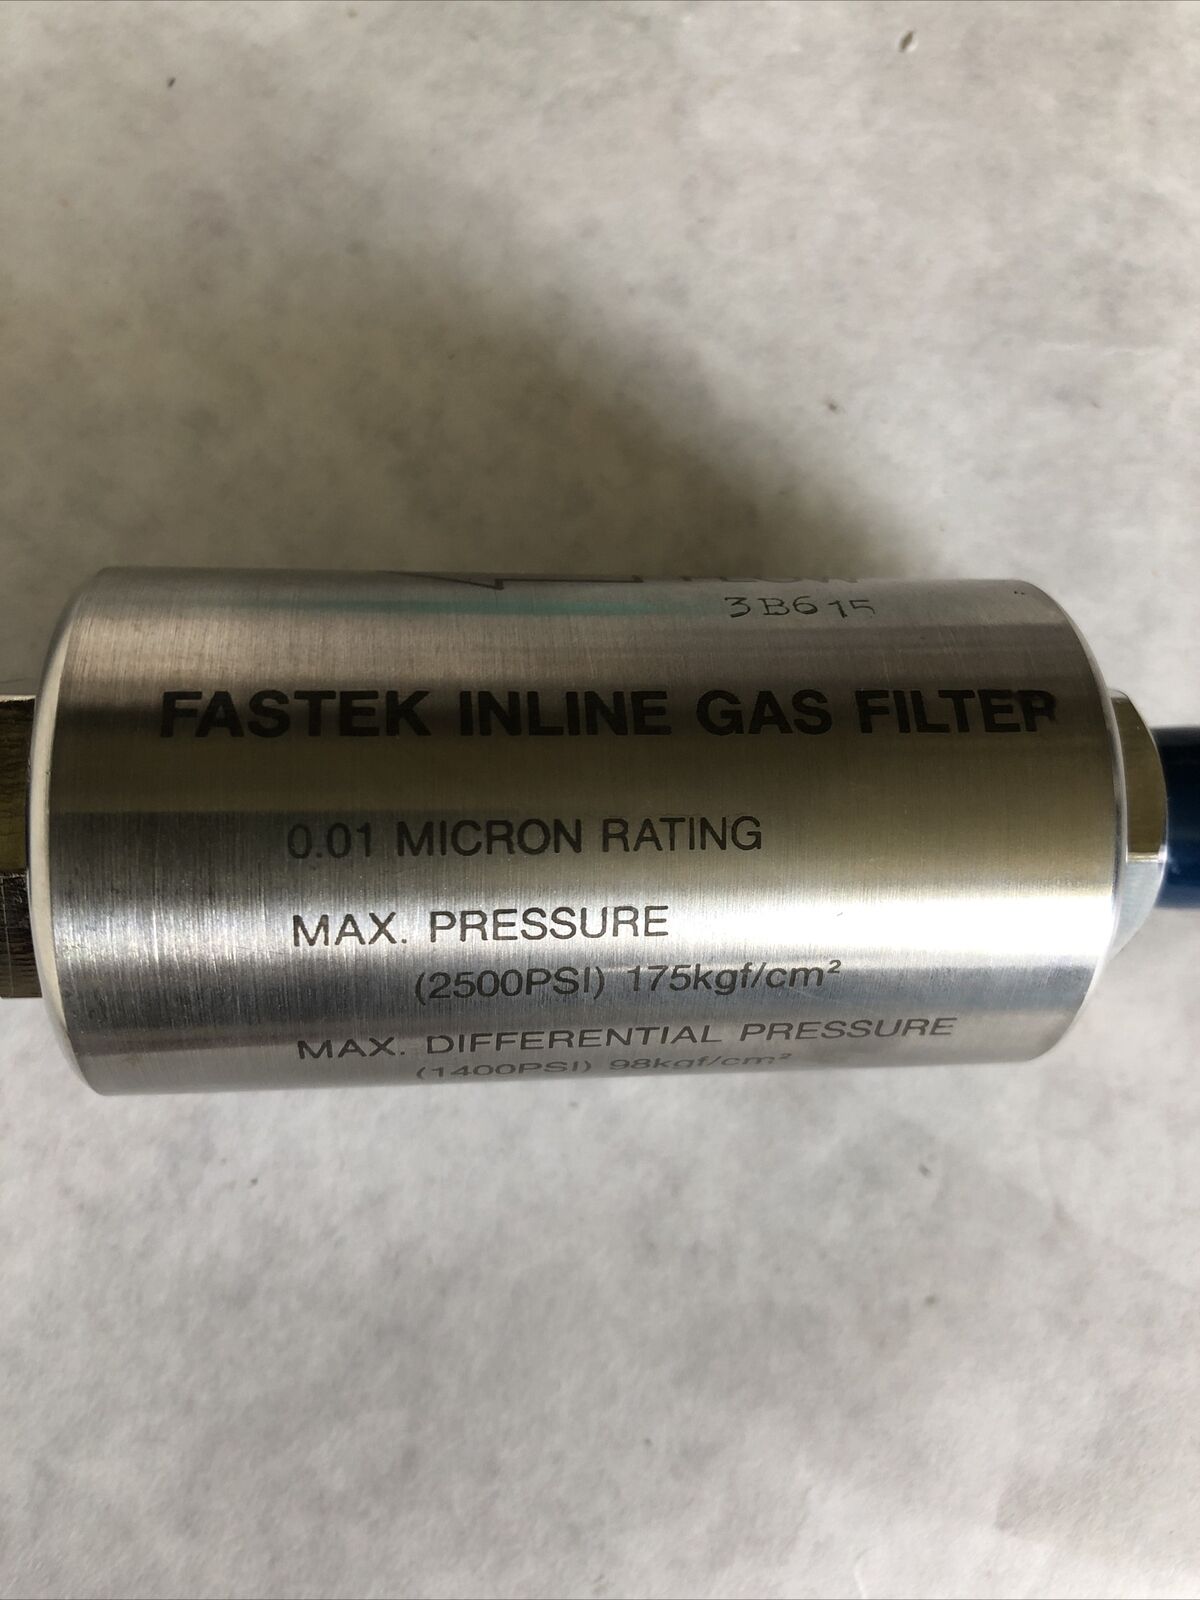 FLOW
3B615
FASTEK INLINE GAS FILTER
0.01 MICRON RATING
MAX. PRESSURE
(2500PSI) 175kgf/cm²
MAX. DIFFERENTIAL PRESSURE
(1400PSI) 98kgf/cm²